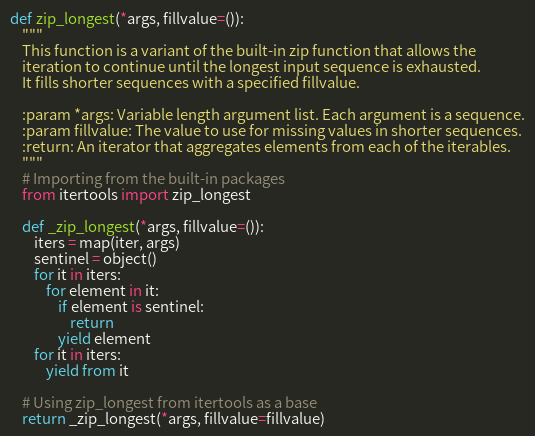 def zip_longest(*args, fillvalue=()):
"""
This function is a variant of the built-in zip function that allows the
iteration to continue until the longest input sequence is exhausted.
It fills shorter sequences with a specified fillvalue.
:param *args: Variable length argument list. Each argument is a sequence.
:param fillvalue: The value to use for missing values in shorter sequences.
:return: An iterator that aggregates elements from each of the iterables.
"""
# Importing from the built-in packages
from itertools import zip_longest
def _zip_longest(*args, fillvalue=()):
iters = map(iter, args)
sentinel = object()
for it in iters:
for element in it:
if element is sentinel:
return
yield element
for it in iters:
yield from it
# Using zip_longest from itertools as a base
return _zip_longest(*args, fillvalue=fillvalue)